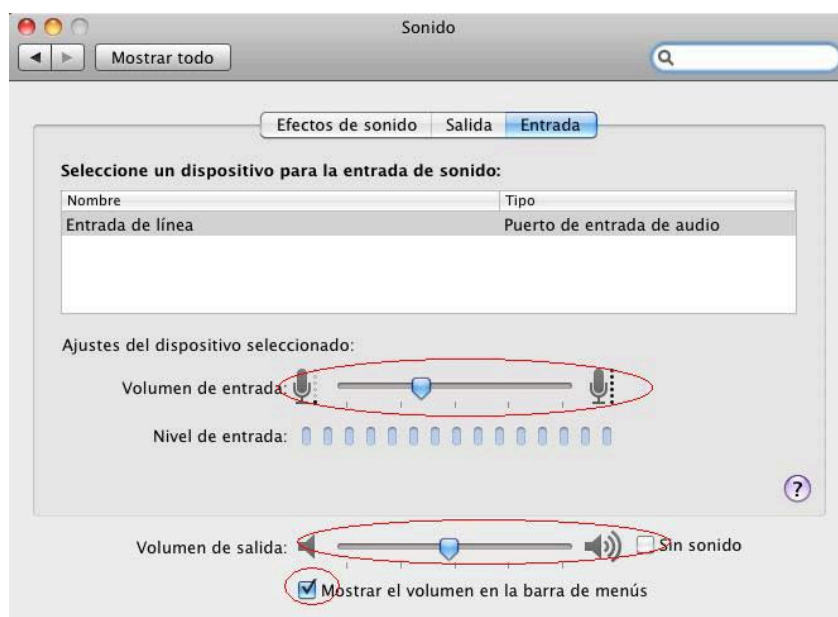 Sonido
Mostrar todo
Efectos de sonido Salida Entrada
Seleccione un dispositivo para la entrada de sonido:
Nombre Tipo
Entrada de línea Puerto de entrada de audio
Ajustes del dispositivo seleccionado:
Volumen de entrada:
Nivel de entrada:
?
Volumen de salida: Sin sonido
Mostrar el volumen en la barra de menús